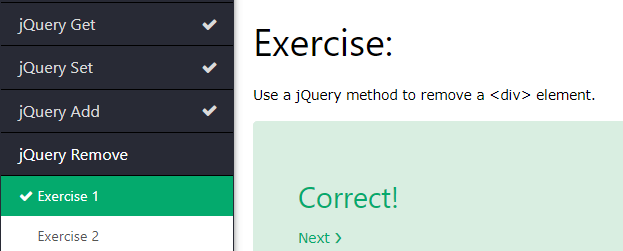 jQuery Get
jQuery Set
jQuery Add
jQuery Remove
Exercise 1
Exercise 2
Exercise:
Use a jQuery method to remove a <div> element.
Correct!
Next ❯